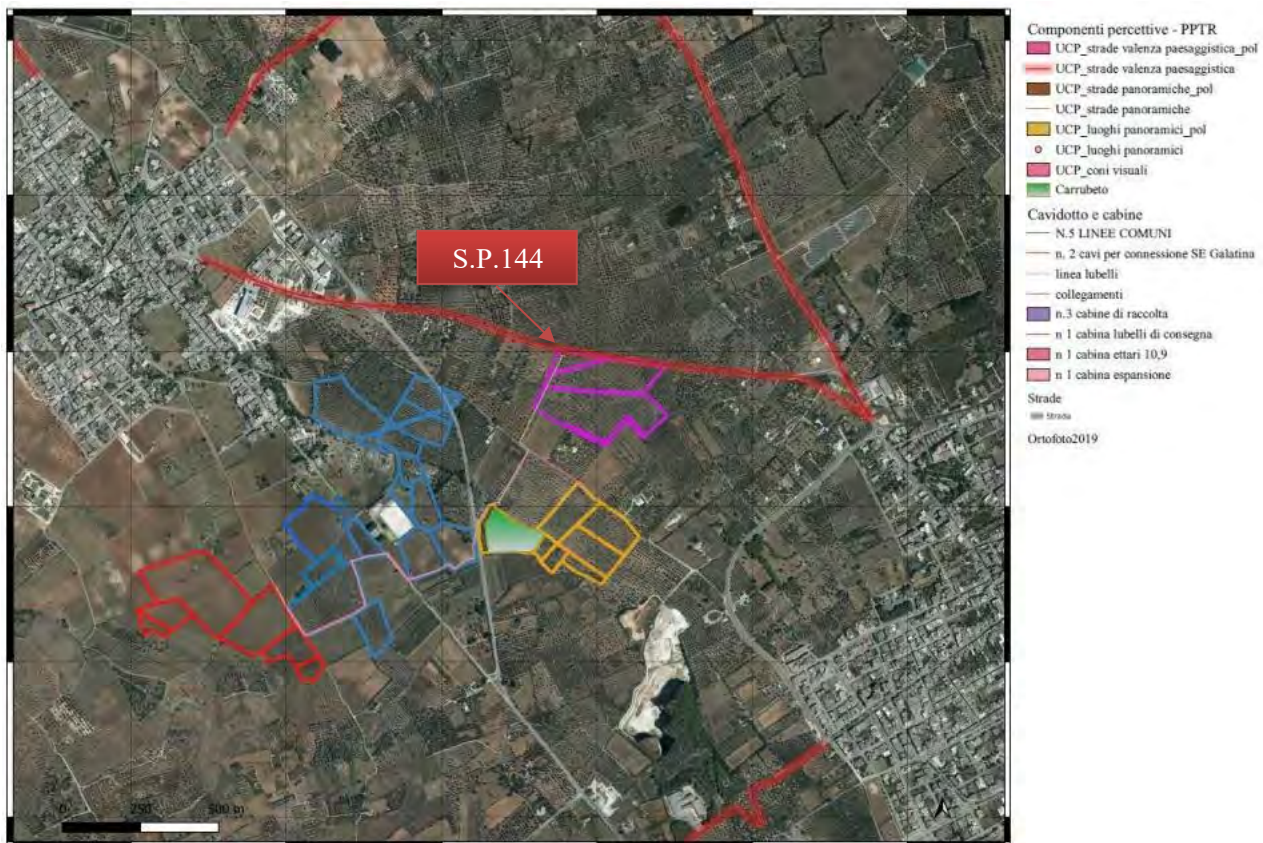 S.P.144
0 250 500 m
Componenti percettive - PPTR
UCP_strade valenza paesaggistica_pol
UCP_strade valenza paesaggistica
UCP_strade panoramiche_pol
UCP_strade panoramiche
UCP_luoghi panoramici_pol
UCP_luoghi panoramici
UCP_coni visuali
Carrubeto
Cavidotto e cabine
N.5 LINEE COMUNI
n. 2 cavi per connessione SE Galatina
linea lubelli
collegamenti
n.3 cabine di raccolta
n 1 cabina lubelli di consegna
n 1 cabina ettari 10,9
n 1 cabina espansione
Strade
Strada
Ortofoto2019